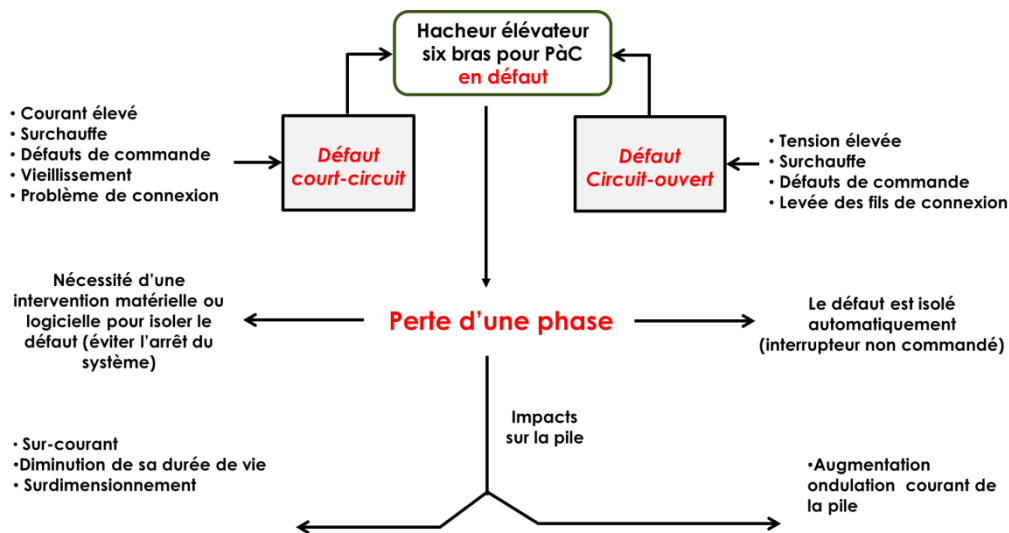 Hacheur élévateur
six bras pour PàC
en défaut
• Courant élevé
• Surchauffe
• Défauts de commande
• Vieillissement
• Problème de connexion
Défaut
court-circuit
Défaut
Circuit-ouvert
• Tension élevée
• Surchauffe
• Défauts de commande
• Levée des fils de connexion
Nécessité d'une
intervention matérielle ou
logicielle pour isoler le
défaut (éviter l'arrêt du
système)
Perte d'une phase
Le défaut est isolé
automatiquement
(interrupteur non commandé)
Impacts
sur la pile
• Sur-courant
•Diminution de sa durée de vie
• Surdimensionnement
•Augmentation
ondulation courant de
la pile